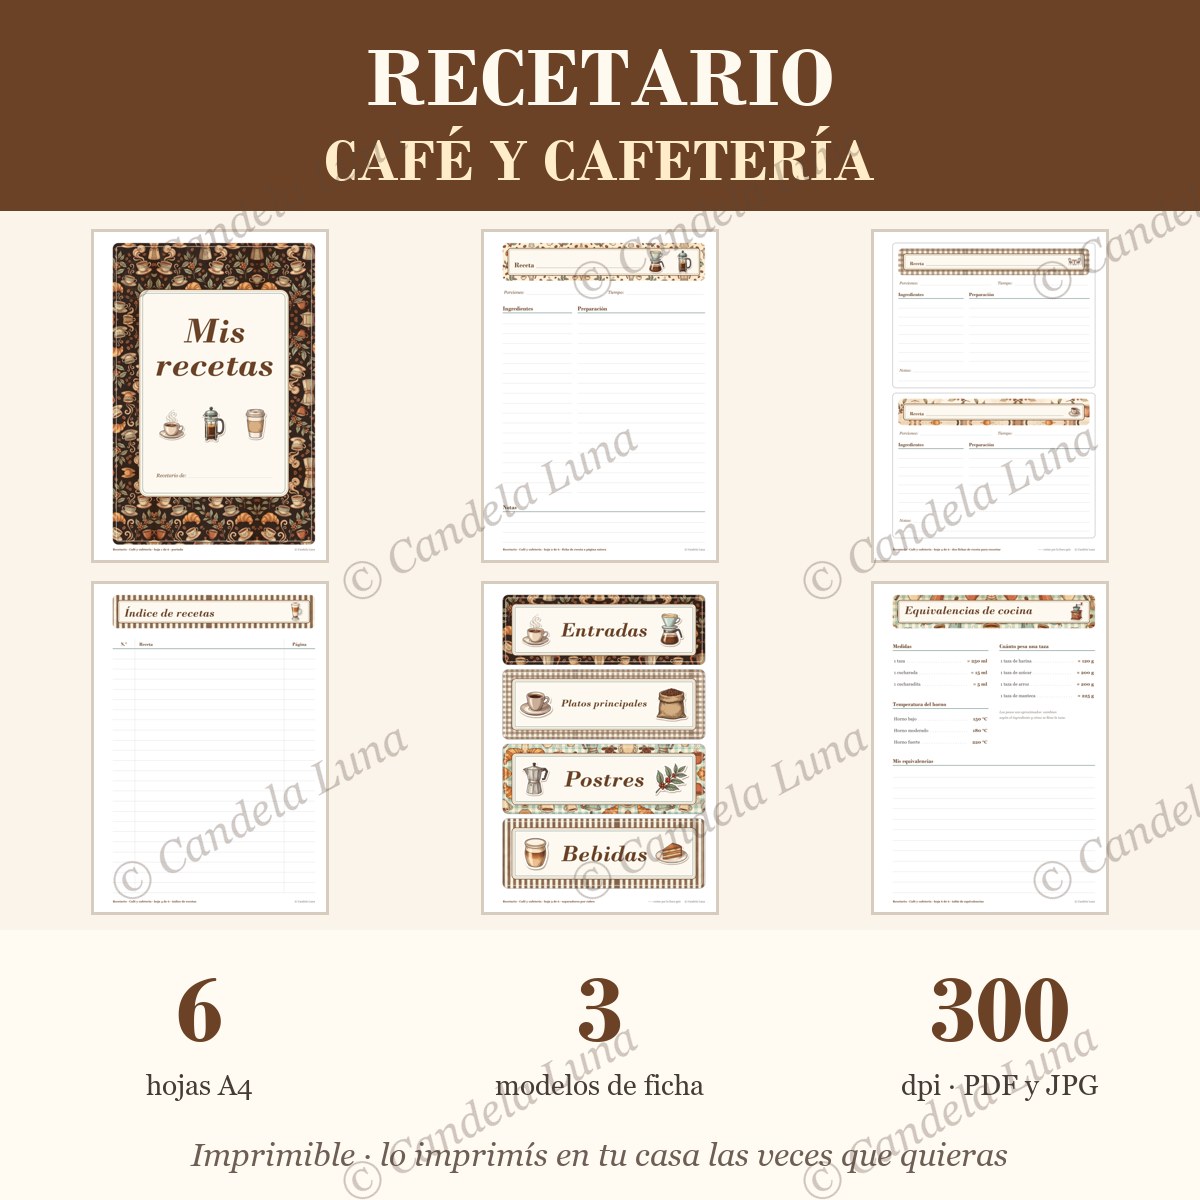 RECETARIO
CAFÉ Y CAFETERÍA
Mis
recetas
Recetario de:
Receta
Porciones:
Tiempo:
Ingredientes
Preparación
Notas
Receta
Porciones:
Tiempo:
Ingredientes
Preparación
Notas:
Receta
Porciones:
Tiempo:
Ingredientes
Preparación
Notas:
Índice de recetas
N.º
Receta
Página
Entradas
Platos principales
Postres
Bebidas
Equivalencias de cocina
Medidas
1 taza = 250 ml
1 cucharada = 15 ml
1 cucharadita = 5 ml
Temperatura del horno
Horno bajo 150 °C
Horno moderado 180 °C
Horno fuerte 220 °C
Cuánto pesa una taza
1 taza de harina = 120 g
1 taza de azúcar = 200 g
1 taza de arroz = 200 g
1 taza de manteca = 225 g
Mis equivalencias
6
hojas A4
3
modelos de ficha
300
dpi · PDF y JPG
Imprimible · lo imprimís en tu casa las veces que quieras
© Candela Luna